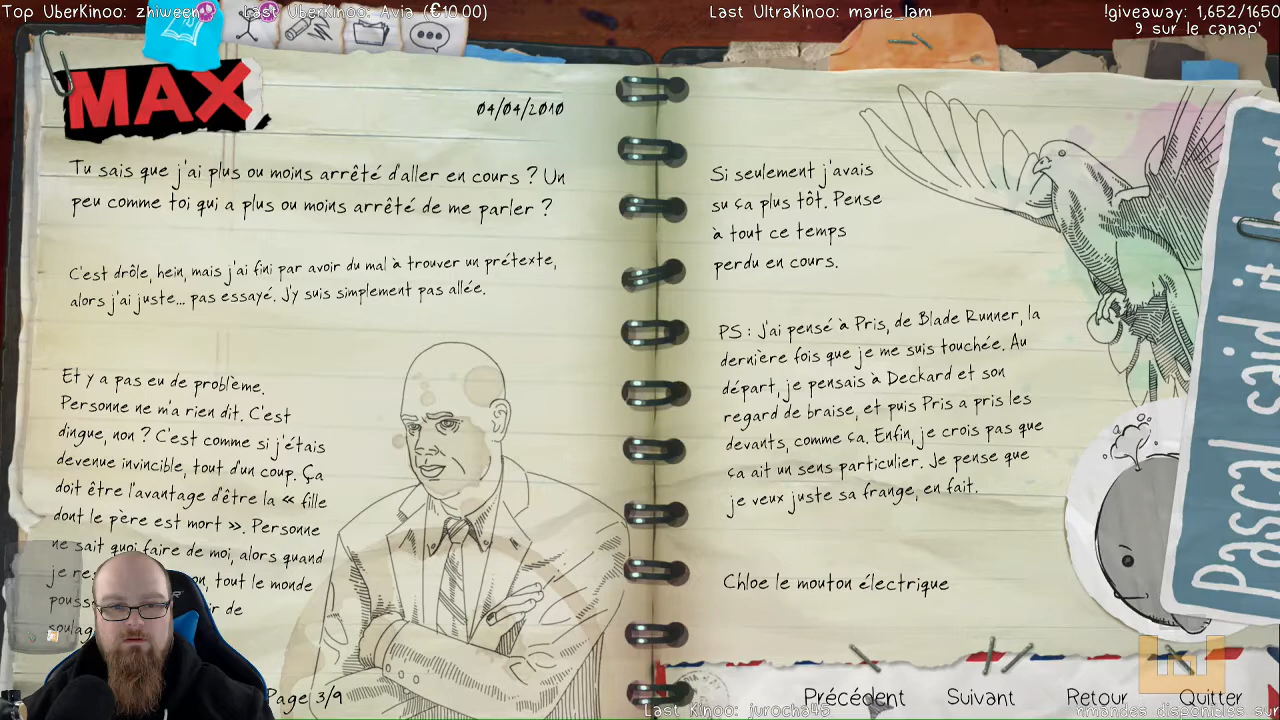 Top UberKinoo: zhiween
Last UberKinoo: Avia (€10.00)
Last UltraKinoo: marie_lam
!giveaway: 1,652/1650
9 sur le canap'
MAX
04/04/2010
Tu sais que j'ai plus ou moins arrêté d'aller en cours ? Un
peu comme toi qui a plus ou moins arrêté de me parler ?
C'est drôle, hein, mais j'ai fini par avoir du mal à trouver un prétexte,
alors j'ai juste... pas essayé. J'y suis simplement pas allée.
Et y a pas eu de problème.
Personne ne m'a rien dit. C'est
dingue, non ? C'est comme si j'étais
devenue invincible, tout d'un coup. Ça
doit être l'avantage d'être la « fille
dont le père est mort ». Personne
ne sait quoi faire de moi, alors quand
je on, tout le monde
de
Page 3/9
Si seulement j'avais
su ça plus tôt. Pense
à tout ce temps
perdu en cours.
PS : J'ai pensé à Pris, de Blade Runner, la
dernière fois que je me suis touchée. Au
départ, je pensais à Deckard et son
regard de braise, et puis Pris a pris les
devants, comme ça. Enfin, je crois pas que
ça ait un sens particulier. Je pense que
je veux juste sa frange, en fait.
Chloe le mouton électrique
Pascal said it
Précédent
Suivant
Retour
Quitter
Last Kinoo: jurocha48
mmandes disponibles sur